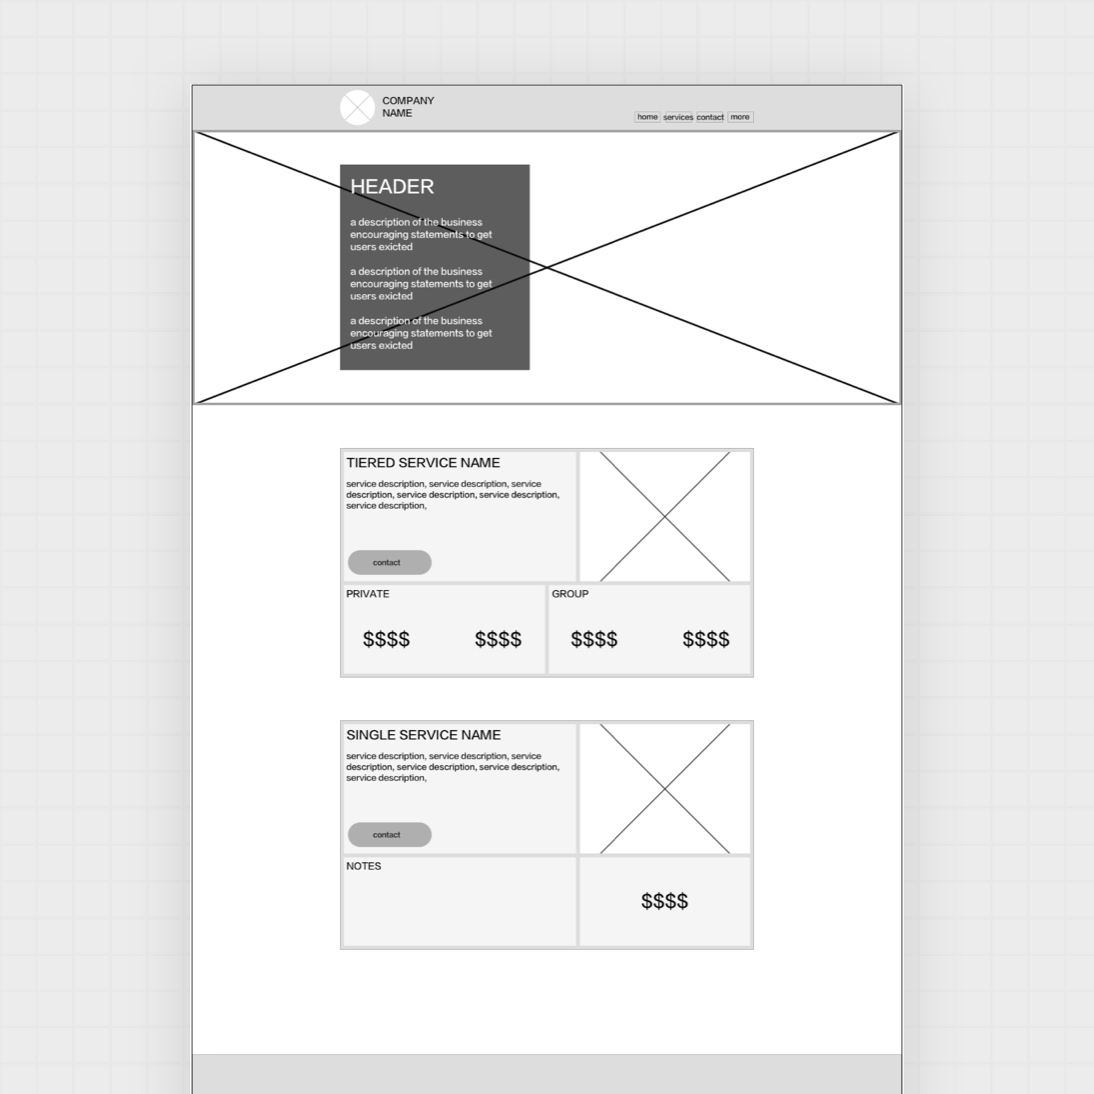 COMPANY
NAME
home services contact more
HEADER
a description of the business
encouraging statements to get
users exicted
a description of the business
encouraging statements to get
users exicted
a description of the business
encouraging statements to get
users exicted
TIERED SERVICE NAME
service description, service description, service
description, service description, service description,
service description,
contact
PRIVATE
$$$$ $$$$
GROUP
$$$$ $$$$
SINGLE SERVICE NAME
service description, service description, service
description, service description, service description,
service description,
contact
NOTES
$$$$